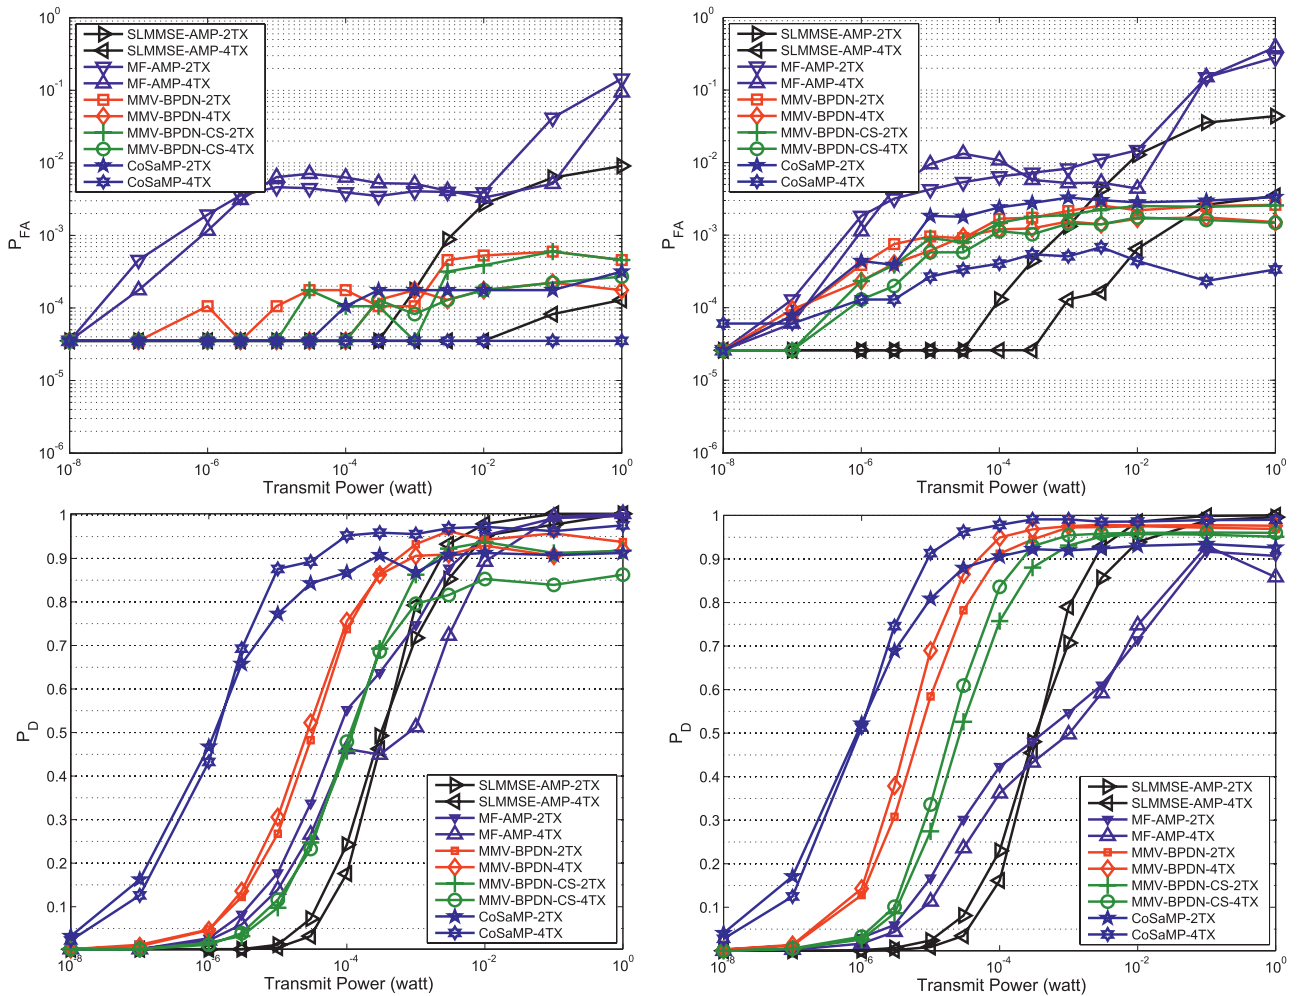 10^0
10^-1
10^-2
10^-3
10^-4
10^-5
10^-6
P_FA
SLMMSE-AMP-2TX
SLMMSE-AMP-4TX
MF-AMP-2TX
MF-AMP-4TX
MMV-BPDN-2TX
MMV-BPDN-4TX
MMV-BPDN-CS-2TX
MMV-BPDN-CS-4TX
CoSaMP-2TX
CoSaMP-4TX
10^-8 10^-6 10^-4 10^-2 10^0
Transmit Power (watt)
10^0
10^-1
10^-2
10^-3
10^-4
10^-5
10^-6
P_FA
SLMMSE-AMP-2TX
SLMMSE-AMP-4TX
MF-AMP-2TX
MF-AMP-4TX
MMV-BPDN-2TX
MMV-BPDN-4TX
MMV-BPDN-CS-2TX
MMV-BPDN-CS-4TX
CoSaMP-2TX
CoSaMP-4TX
10^-8 10^-6 10^-4 10^-2 10^0
Transmit Power (watt)
1
0.9
0.8
0.7
0.6
0.5
0.4
0.3
0.2
0.1
P_D
SLMMSE-AMP-2TX
SLMMSE-AMP-4TX
MF-AMP-2TX
MF-AMP-4TX
MMV-BPDN-2TX
MMV-BPDN-4TX
MMV-BPDN-CS-2TX
MMV-BPDN-CS-4TX
CoSaMP-2TX
CoSaMP-4TX
10^-8 10^-6 10^-4 10^-2 10^0
Transmit Power (watt)
1
0.9
0.8
0.7
0.6
0.5
0.4
0.3
0.2
0.1
P_D
SLMMSE-AMP-2TX
SLMMSE-AMP-4TX
MF-AMP-2TX
MF-AMP-4TX
MMV-BPDN-2TX
MMV-BPDN-4TX
MMV-BPDN-CS-2TX
MMV-BPDN-CS-4TX
CoSaMP-2TX
CoSaMP-4TX
10^-8 10^-6 10^-4 10^-2 10^0
Transmit Power (watt)